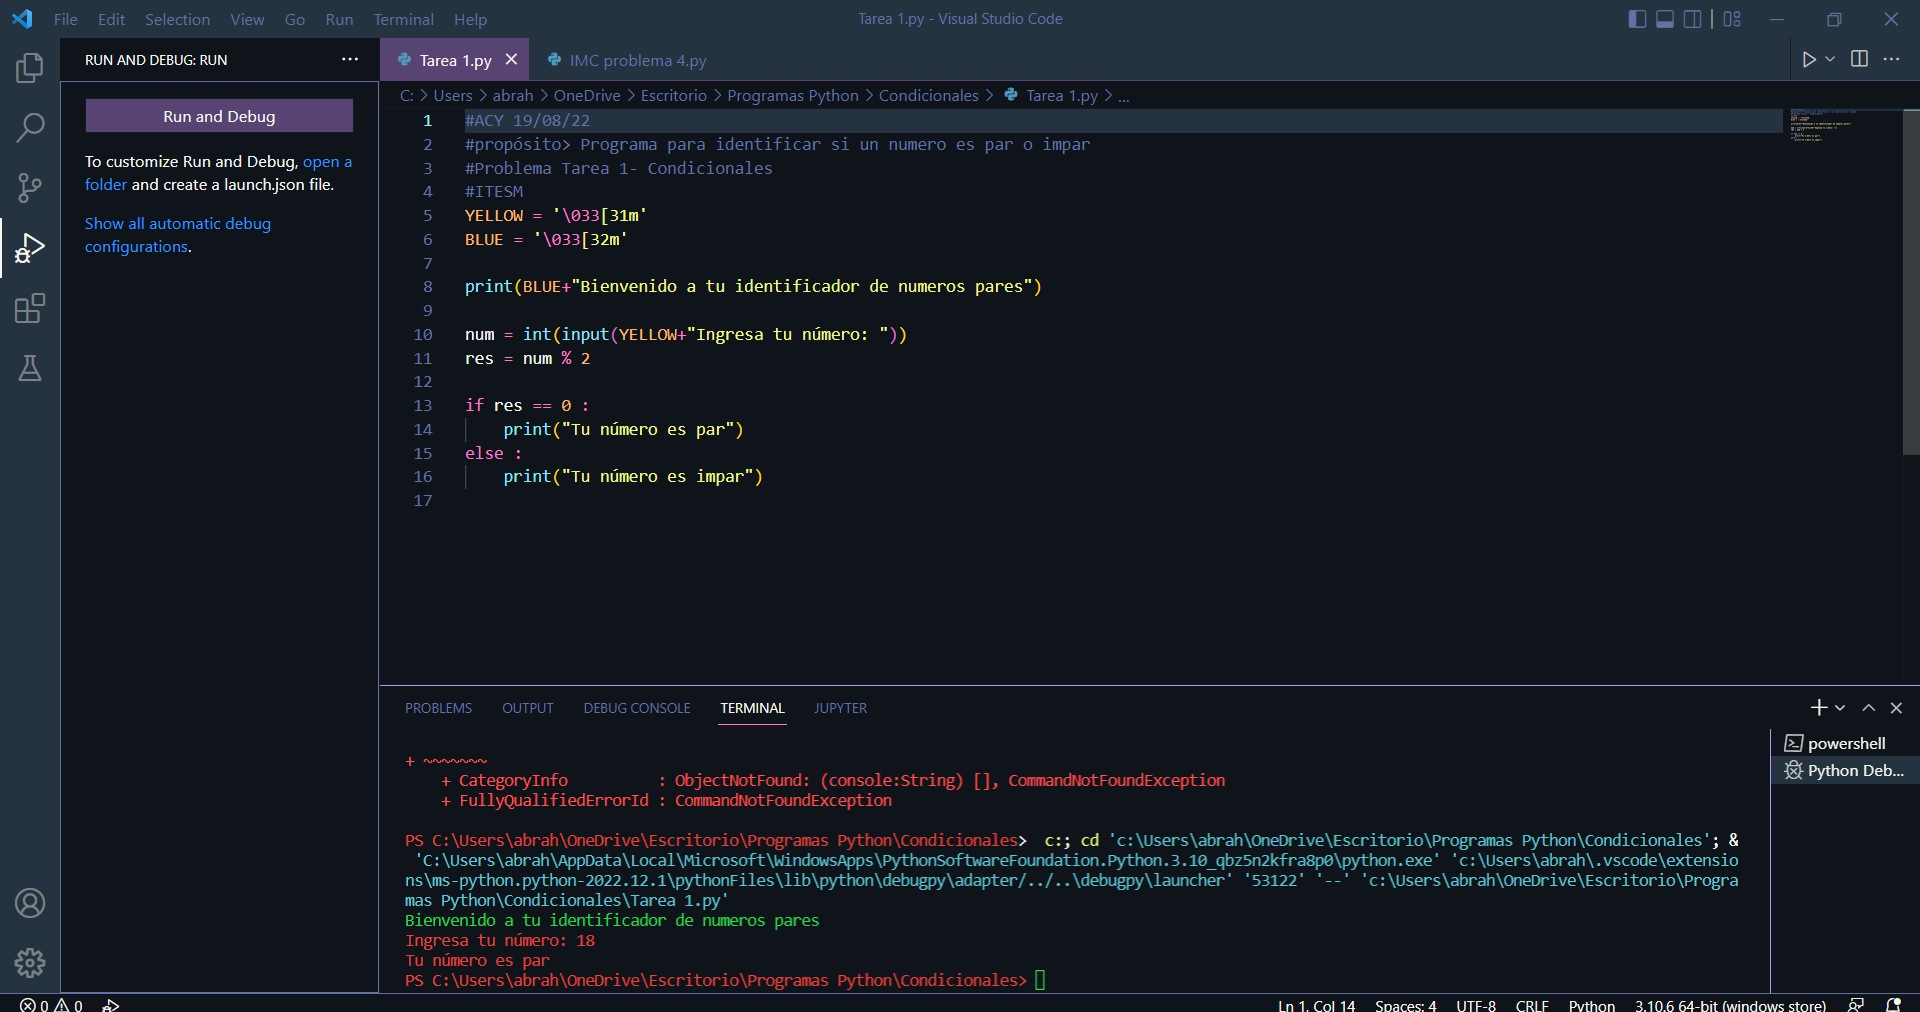 File Edit Selection View Go Run Terminal Help
Tarea 1.py - Visual Studio Code
RUN AND DEBUG: RUN ...
Run and Debug
To customize Run and Debug, open a
folder and create a launch.json file.
Show all automatic debug
configurations.
Tarea 1.py
IMC problema 4.py
C: > Users > abrah > OneDrive > Escritorio > Programas Python > Condicionales > Tarea 1.py > ...
1 #ACY 19/08/22
2 #propósito> Programa para identificar si un numero es par o impar
3 #Problema Tarea 1- Condicionales
4 #ITESM
5 YELLOW = '\033[31m'
6 BLUE = '\033[32m'
7
8 print(BLUE+"Bienvenido a tu identificador de numeros pares")
9
10 num = int(input(YELLOW+"Ingresa tu número: "))
11 res = num % 2
12
13 if res == 0 :
14     print("Tu número es par")
15 else :
16     print("Tu número es impar")
17
PROBLEMS OUTPUT DEBUG CONSOLE TERMINAL JUPYTER
+ ~~~~~~~
    + CategoryInfo          : ObjectNotFound: (console:String) [], CommandNotFoundException
    + FullyQualifiedErrorId : CommandNotFoundException
PS C:\Users\abrah\OneDrive\Escritorio\Programas Python\Condicionales>  c:; cd 'c:\Users\abrah\OneDrive\Escritorio\Programas Python\Condicionales'; &
 'C:\Users\abrah\AppData\Local\Microsoft\WindowsApps\PythonSoftwareFoundation.Python.3.10_qbz5n2kfra8p0\python.exe' 'c:\Users\abrah\.vscode\extensio
ns\ms-python.python-2022.12.1\pythonFiles\lib\python\debugpy\adapter/../..\debugpy\launcher' '53122' '--' 'c:\Users\abrah\OneDrive\Escritorio\Progra
mas Python\Condicionales\Tarea 1.py'
Bienvenido a tu identificador de numeros pares
Ingresa tu número: 18
Tu número es par
PS C:\Users\abrah\OneDrive\Escritorio\Programas Python\Condicionales>
powershell
Python Deb...
0 0
Ln 1, Col 14 Spaces: 4 UTF-8 CRLF Python 3.10.6 64-bit (windows store)